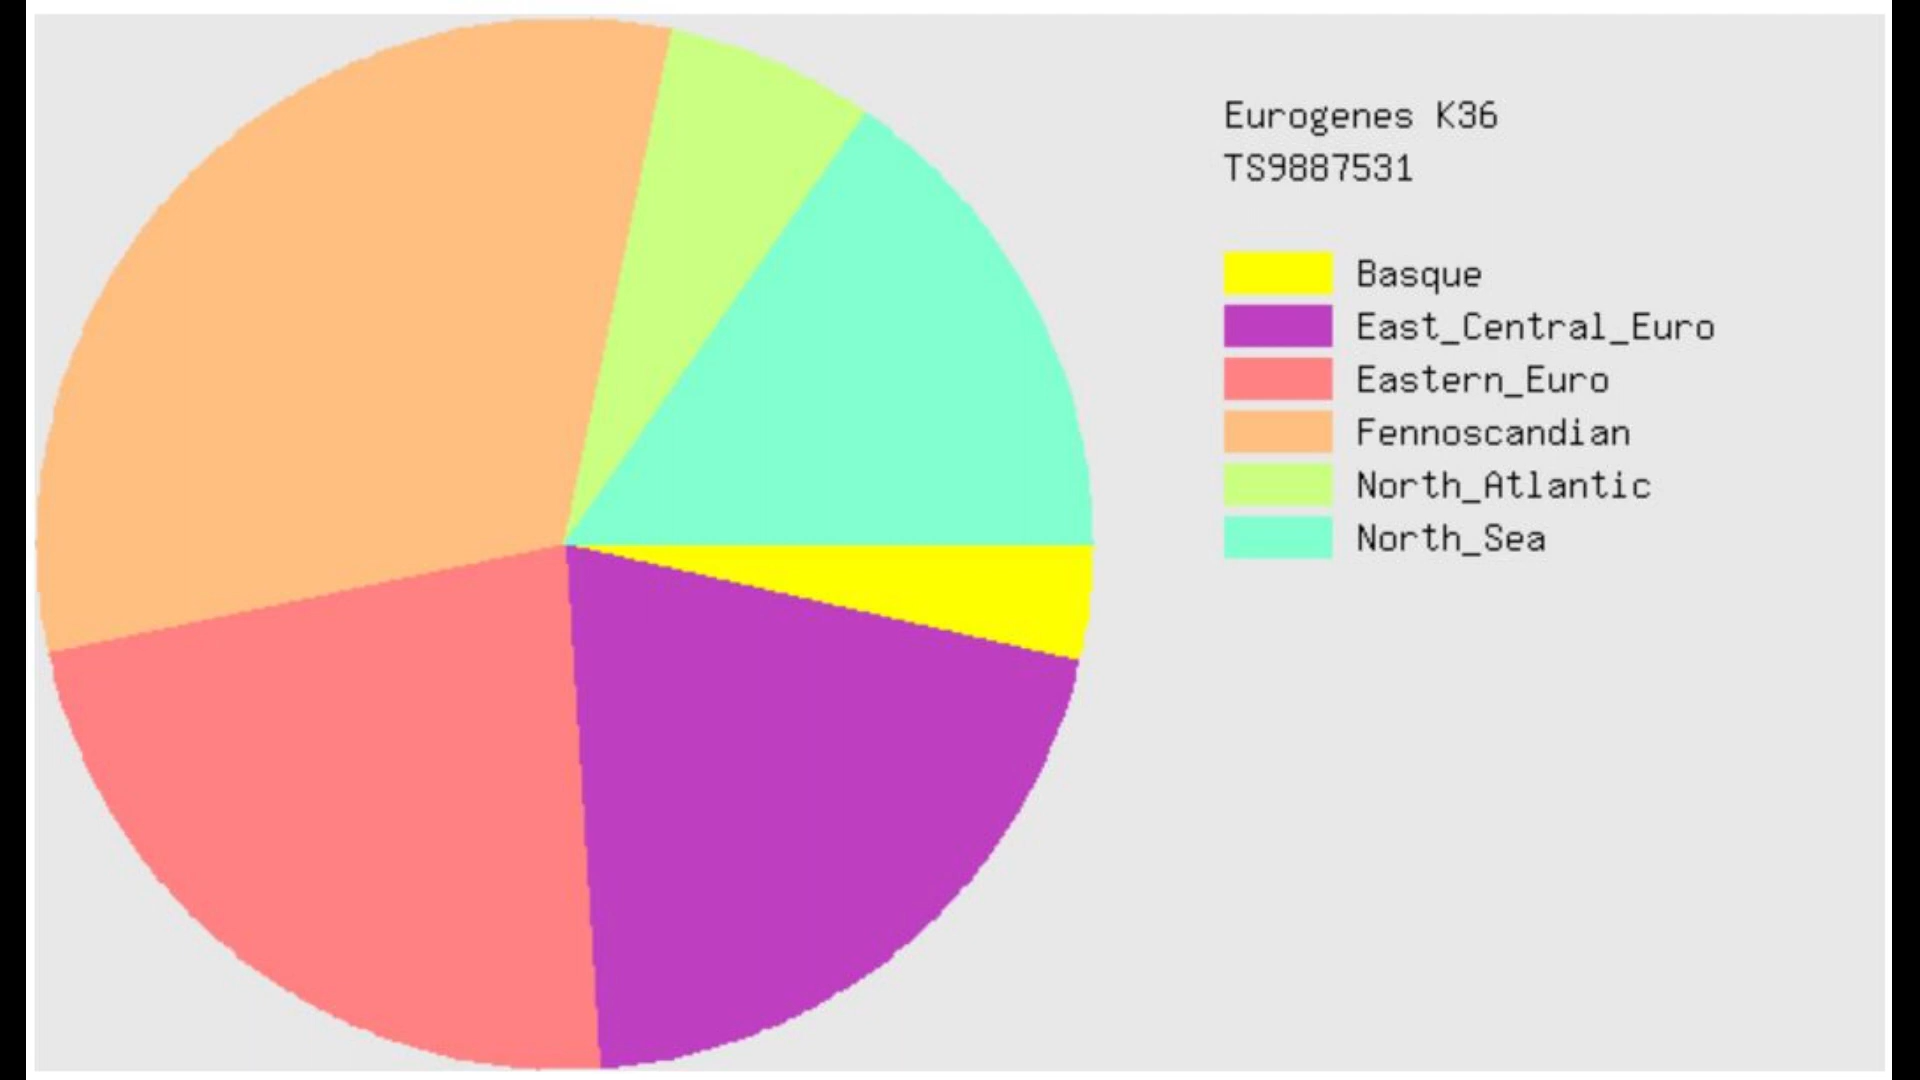 Eurogenes K36
TS9887531
Basque
East_Central_Euro
Eastern_Euro
Fennoscandian
North_Atlantic
North_Sea